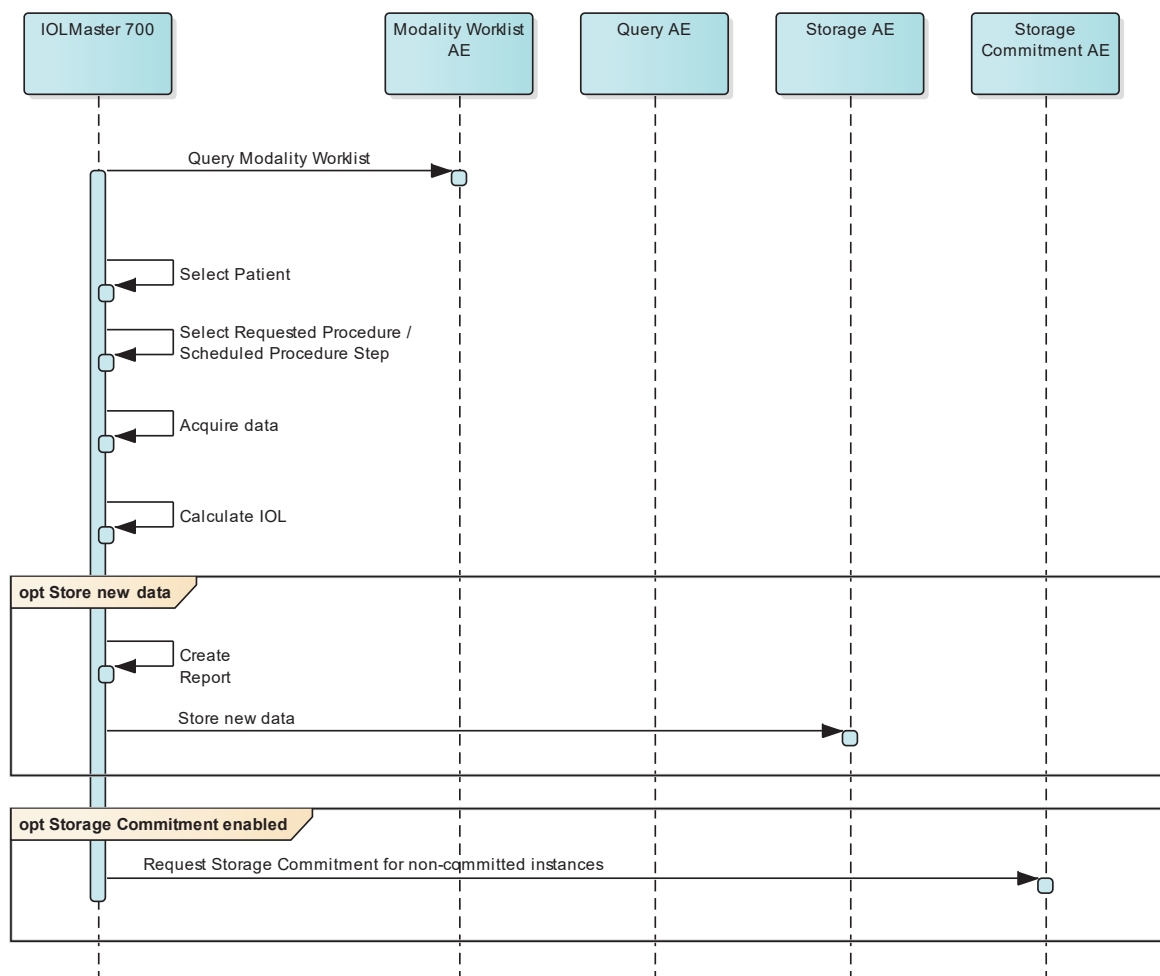 IOLMaster 700
Modality Worklist
AE
Query AE
Storage AE
Storage
Commitment AE
Query Modality Worklist
Select Patient
Select Requested Procedure /
Scheduled Procedure Step
Acquire data
Calculate IOL
opt Store new data
Create
Report
Store new data
opt Storage Commitment enabled
Request Storage Commitment for non-committed instances